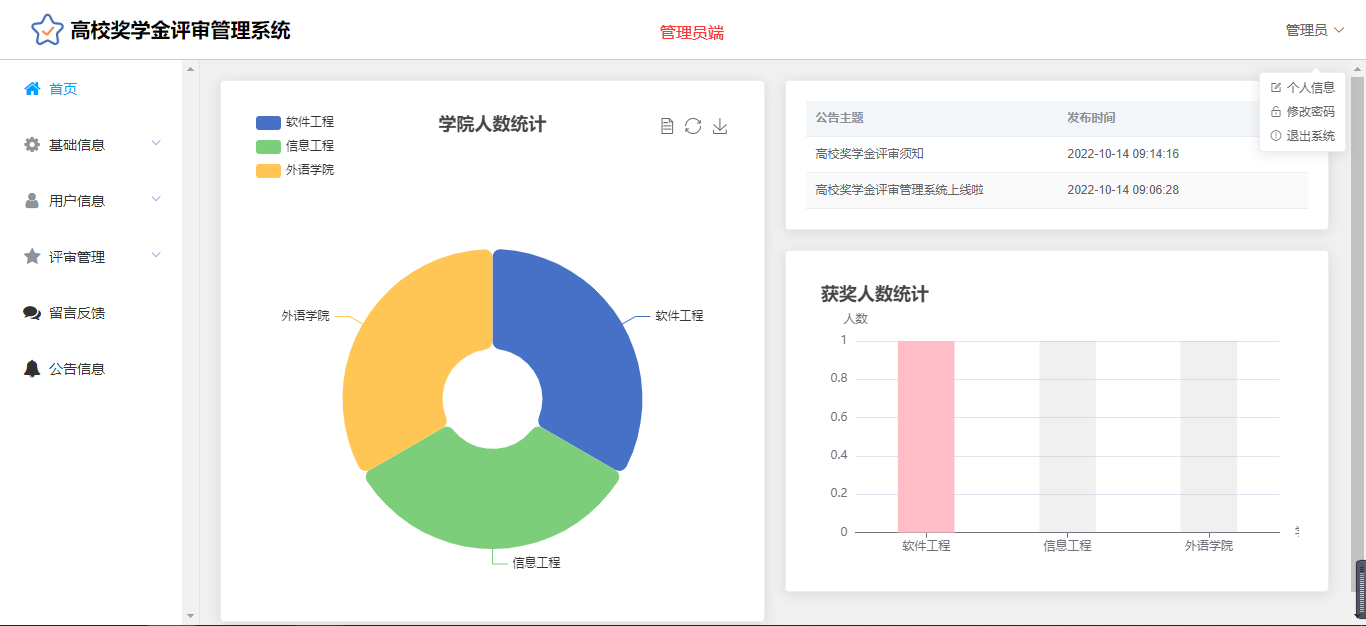 高校奖学金评审管理系统
管理员端
管理员
个人信息
修改密码
退出系统
首页
基础信息
用户信息
评审管理
留言反馈
公告信息
软件工程
信息工程
外语学院
学院人数统计
外语学院
软件工程
信息工程
公告主题 发布时间
高校奖学金评审须知 2022-10-14 09:14:16
高校奖学金评审管理系统上线啦 2022-10-14 09:06:28
获奖人数统计
人数
1
0.8
0.6
0.4
0.2
0
软件工程 信息工程 外语学院